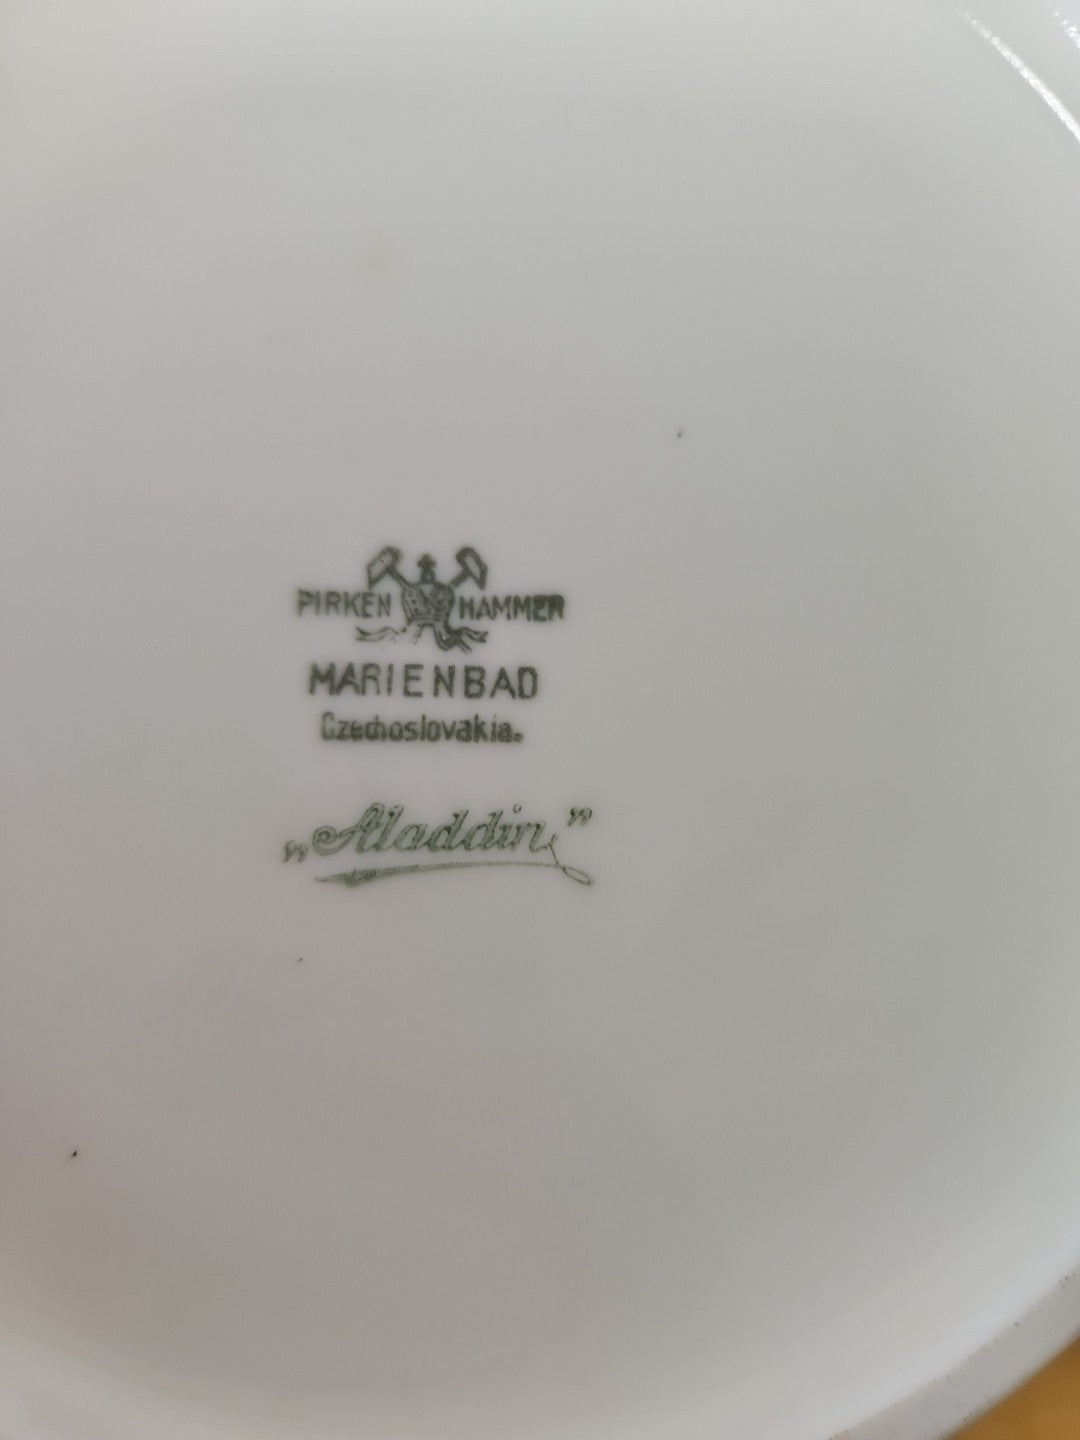 PIRKEN HAMMER
MARIENBAD
Czechoslovakia.
„Aladdin”